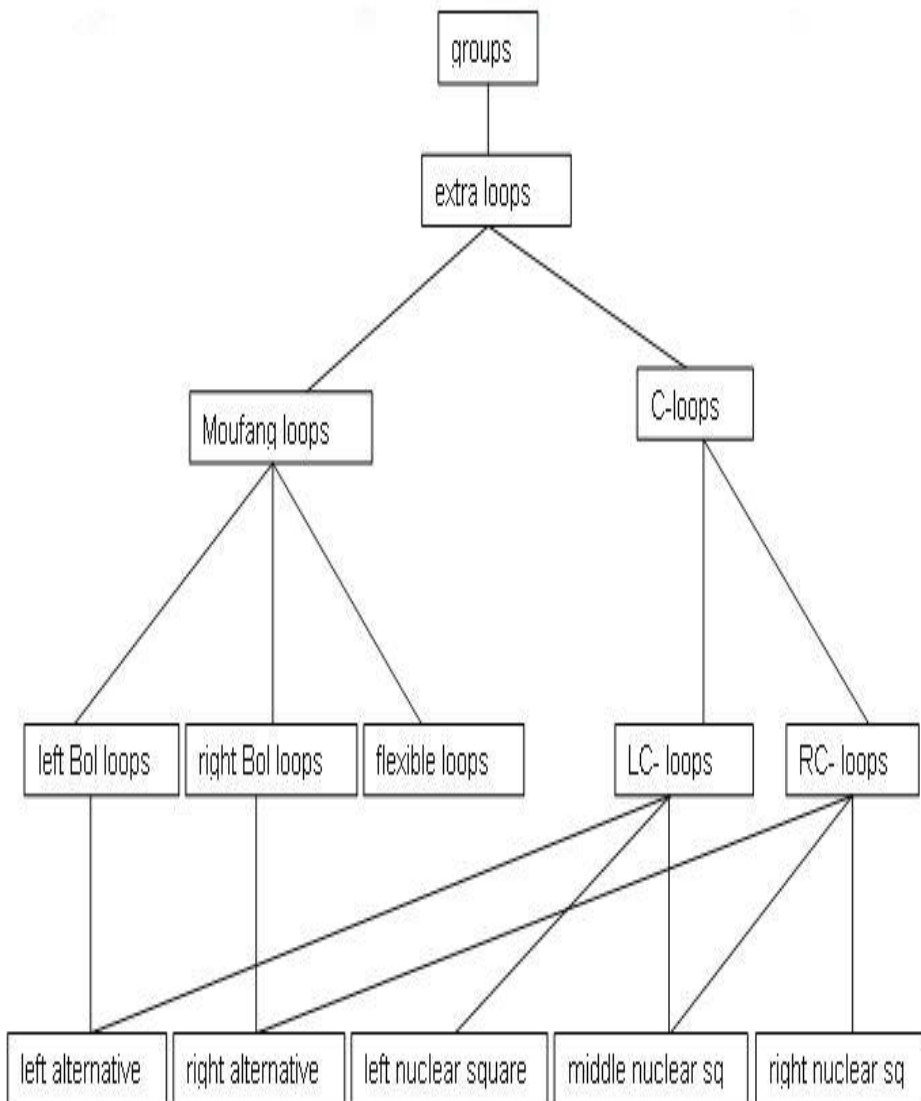 groups
extra loops
Moufang loops
C-loops
left Bol loops
right Bol loops
flexible loops
LC- loops
RC- loops
left alternative
right alternative
left nuclear square
middle nuclear sq
right nuclear sq